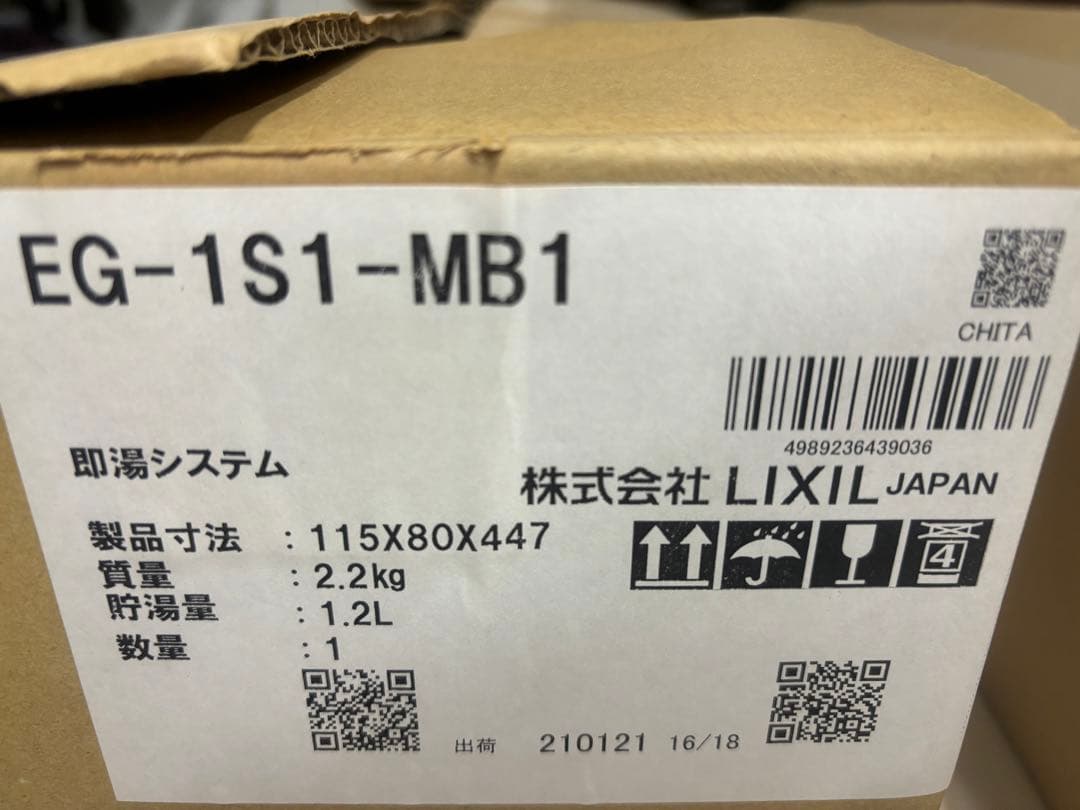 EG-1S1-MB1
CHITA
4989236439036
即湯システム
株式会社 LIXIL JAPAN
製品寸法 : 115X80X447
質量 : 2.2kg
貯湯量 : 1.2L
数量 : 1
4
出荷 210121 16/18